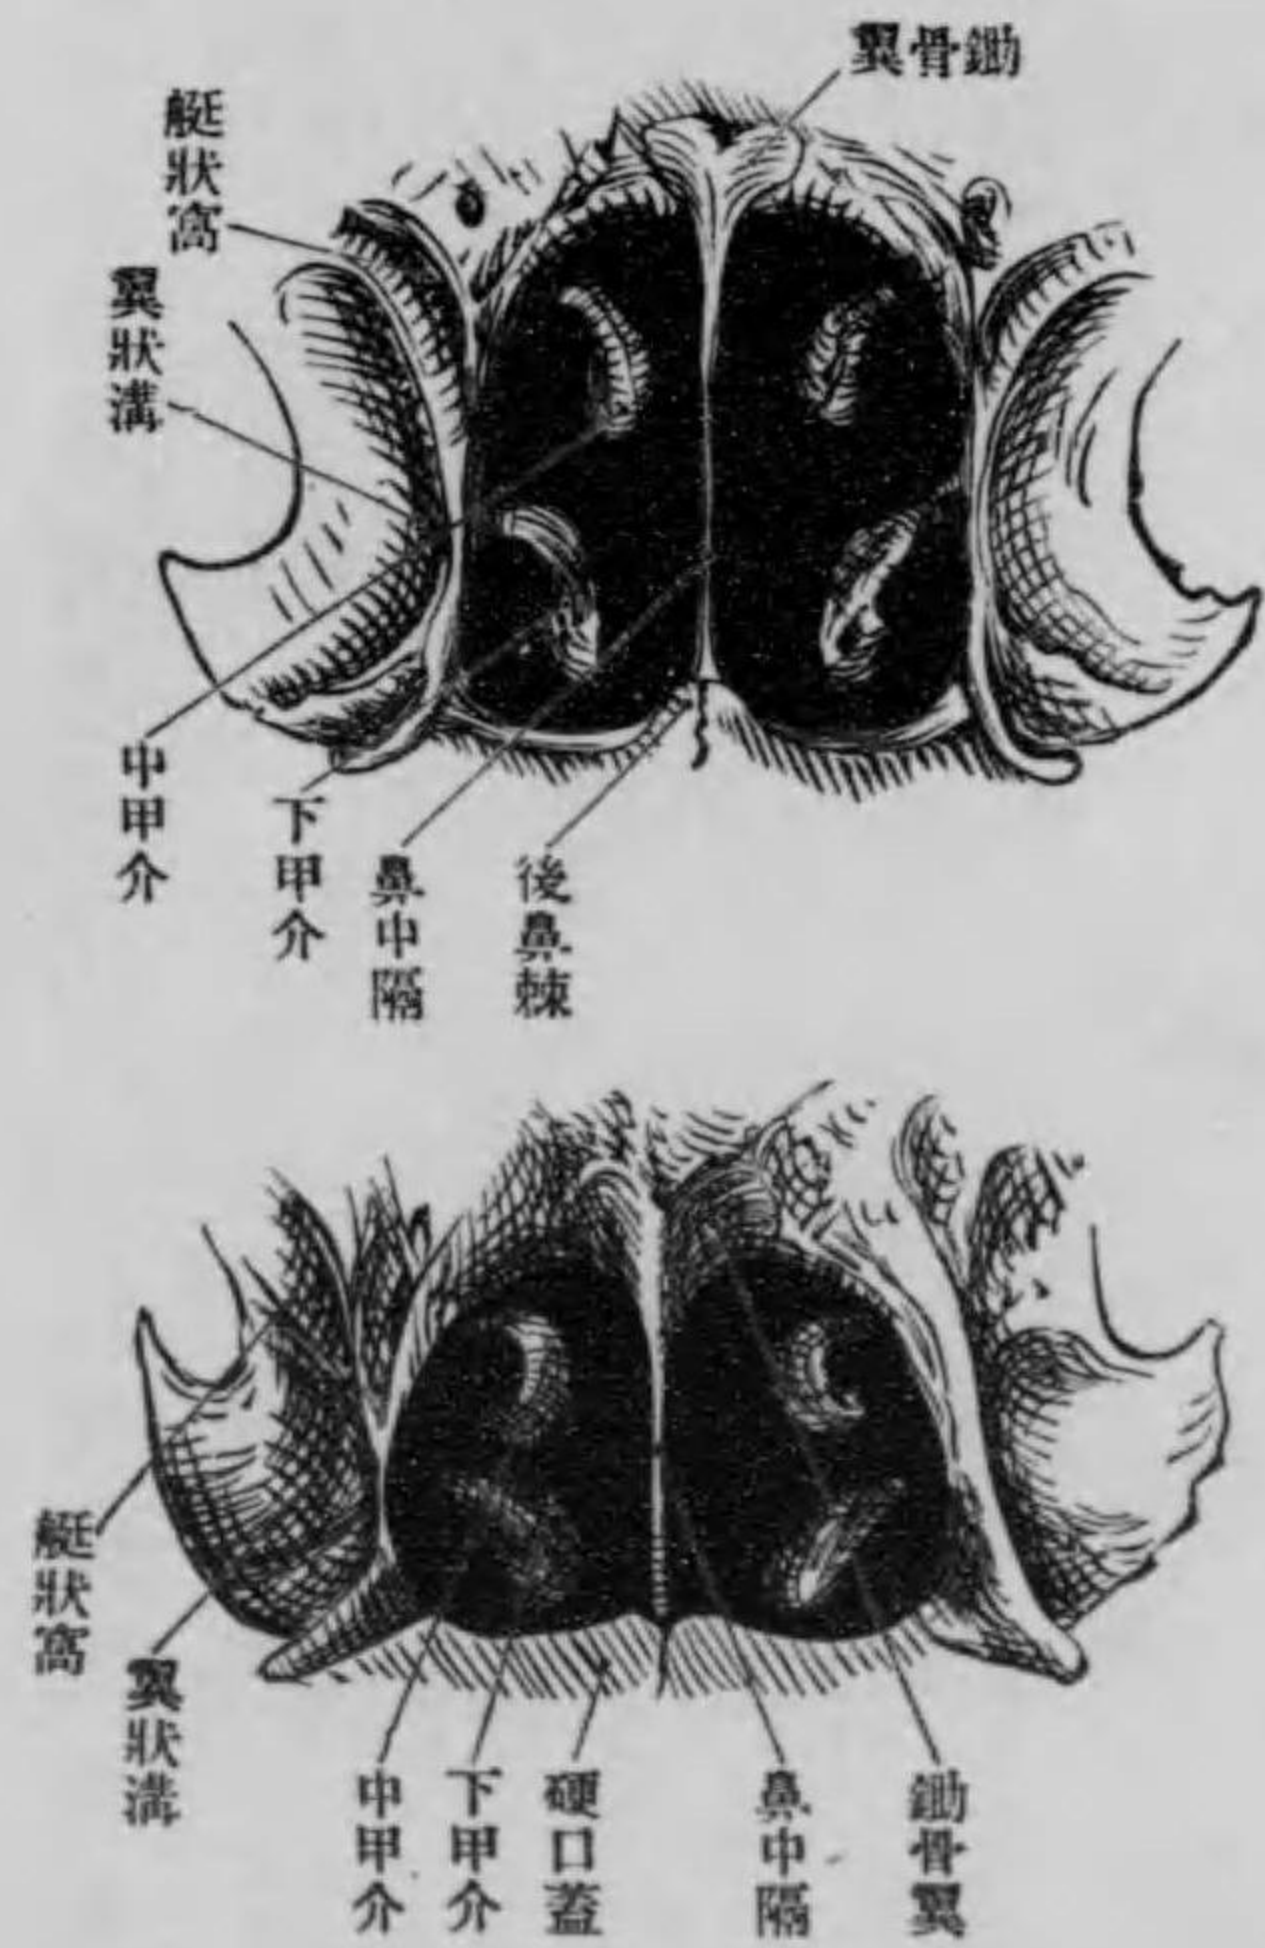 鋤骨翼
艇狀窩
翼狀溝
中甲介
下甲介
鼻中隔
後鼻棘
艇狀窩
翼狀溝
中甲介
下甲介
硬口蓋
鼻中隔
鋤骨翼